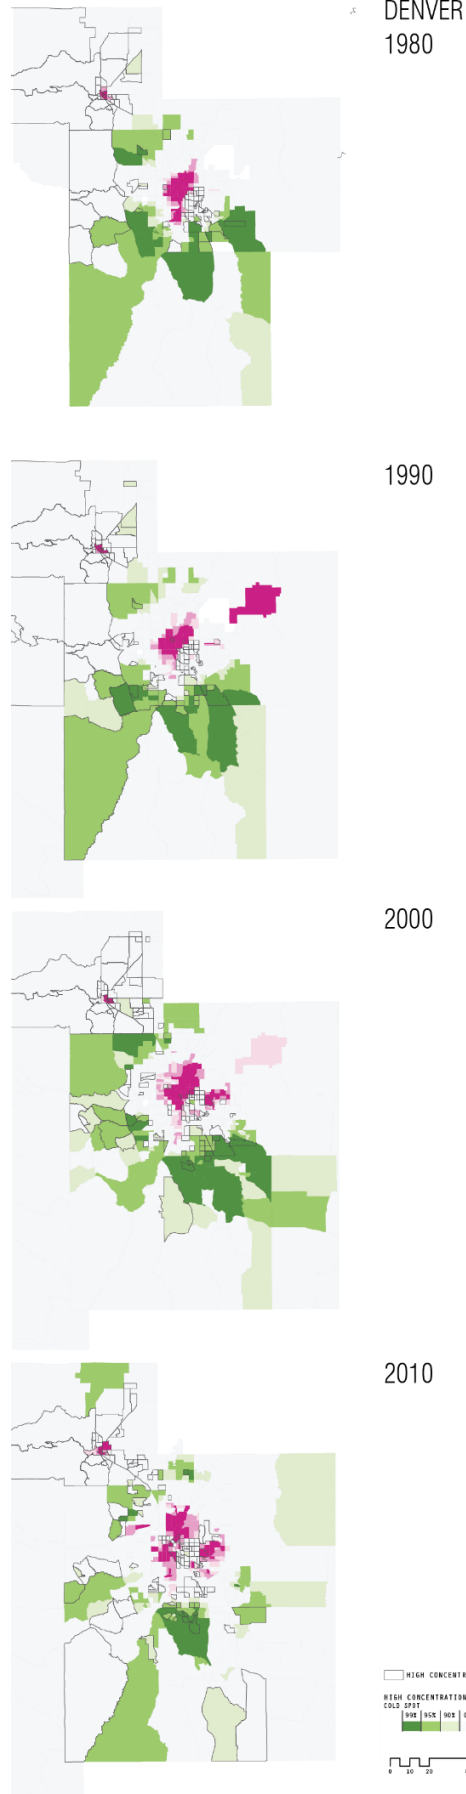 DENVER
1980
1990
2000
2010
HIGH CONCENTR
HIGH CONCENTRATION
COLD SPOT
99% 95% 90%
0 10 20